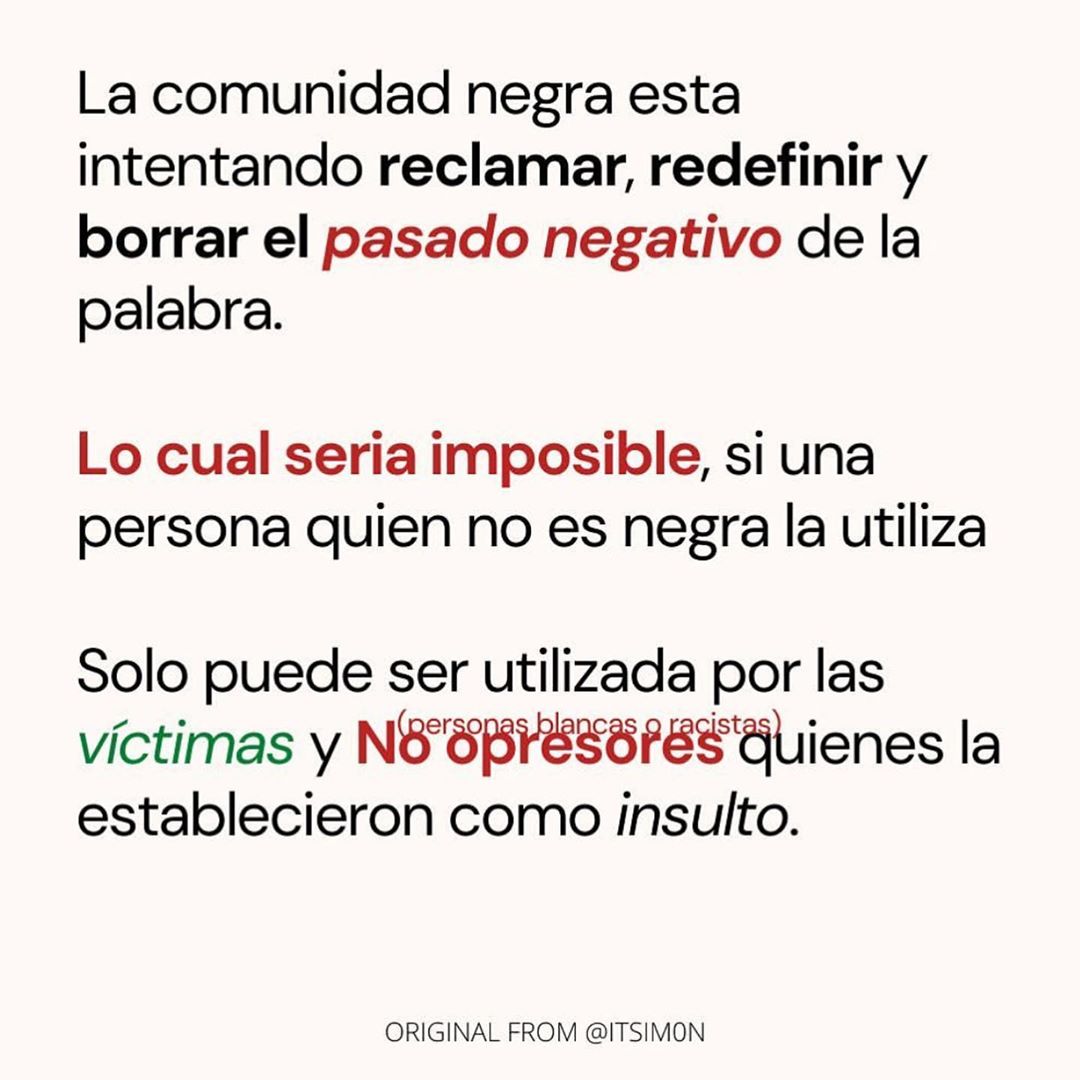 La comunidad negra esta
intentando reclamar, redefinir y
borrar el pasado negativo de la
palabra.
Lo cual seria imposible, si una
persona quien no es negra la utiliza
Solo puede ser utilizada por las
(personas blancas o racistas)
víctimas y No opresores quienes la
establecieron como insulto.
ORIGINAL FROM @ITSIM0N